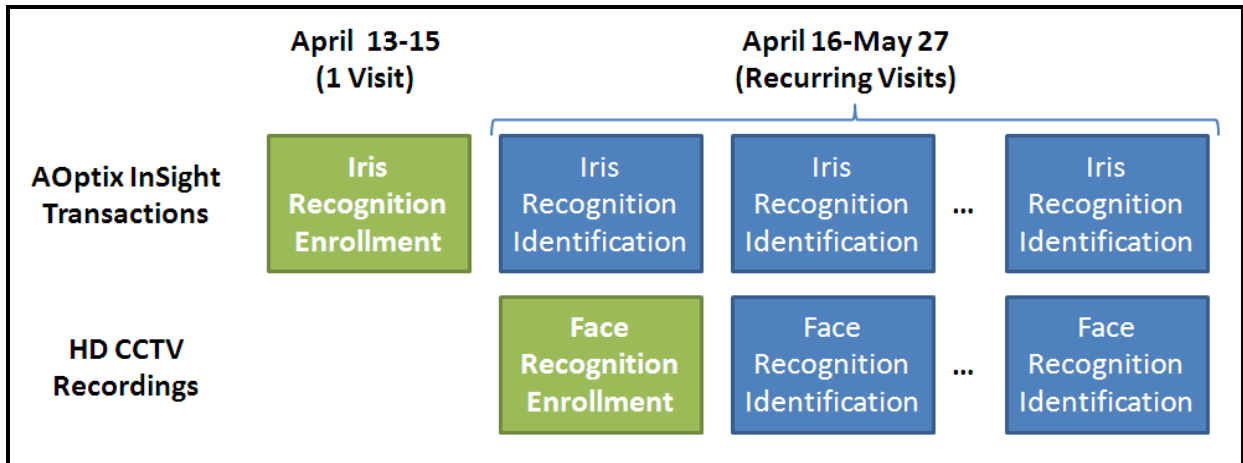 April 13-15
(1 Visit)
April 16-May 27
(Recurring Visits)
AOptix InSight
Transactions
Iris
Recognition
Enrollment
Iris
Recognition
Identification
Iris
Recognition
Identification
...
Iris
Recognition
Identification
HD CCTV
Recordings
Face
Recognition
Enrollment
Face
Recognition
Identification
...
Face
Recognition
Identification